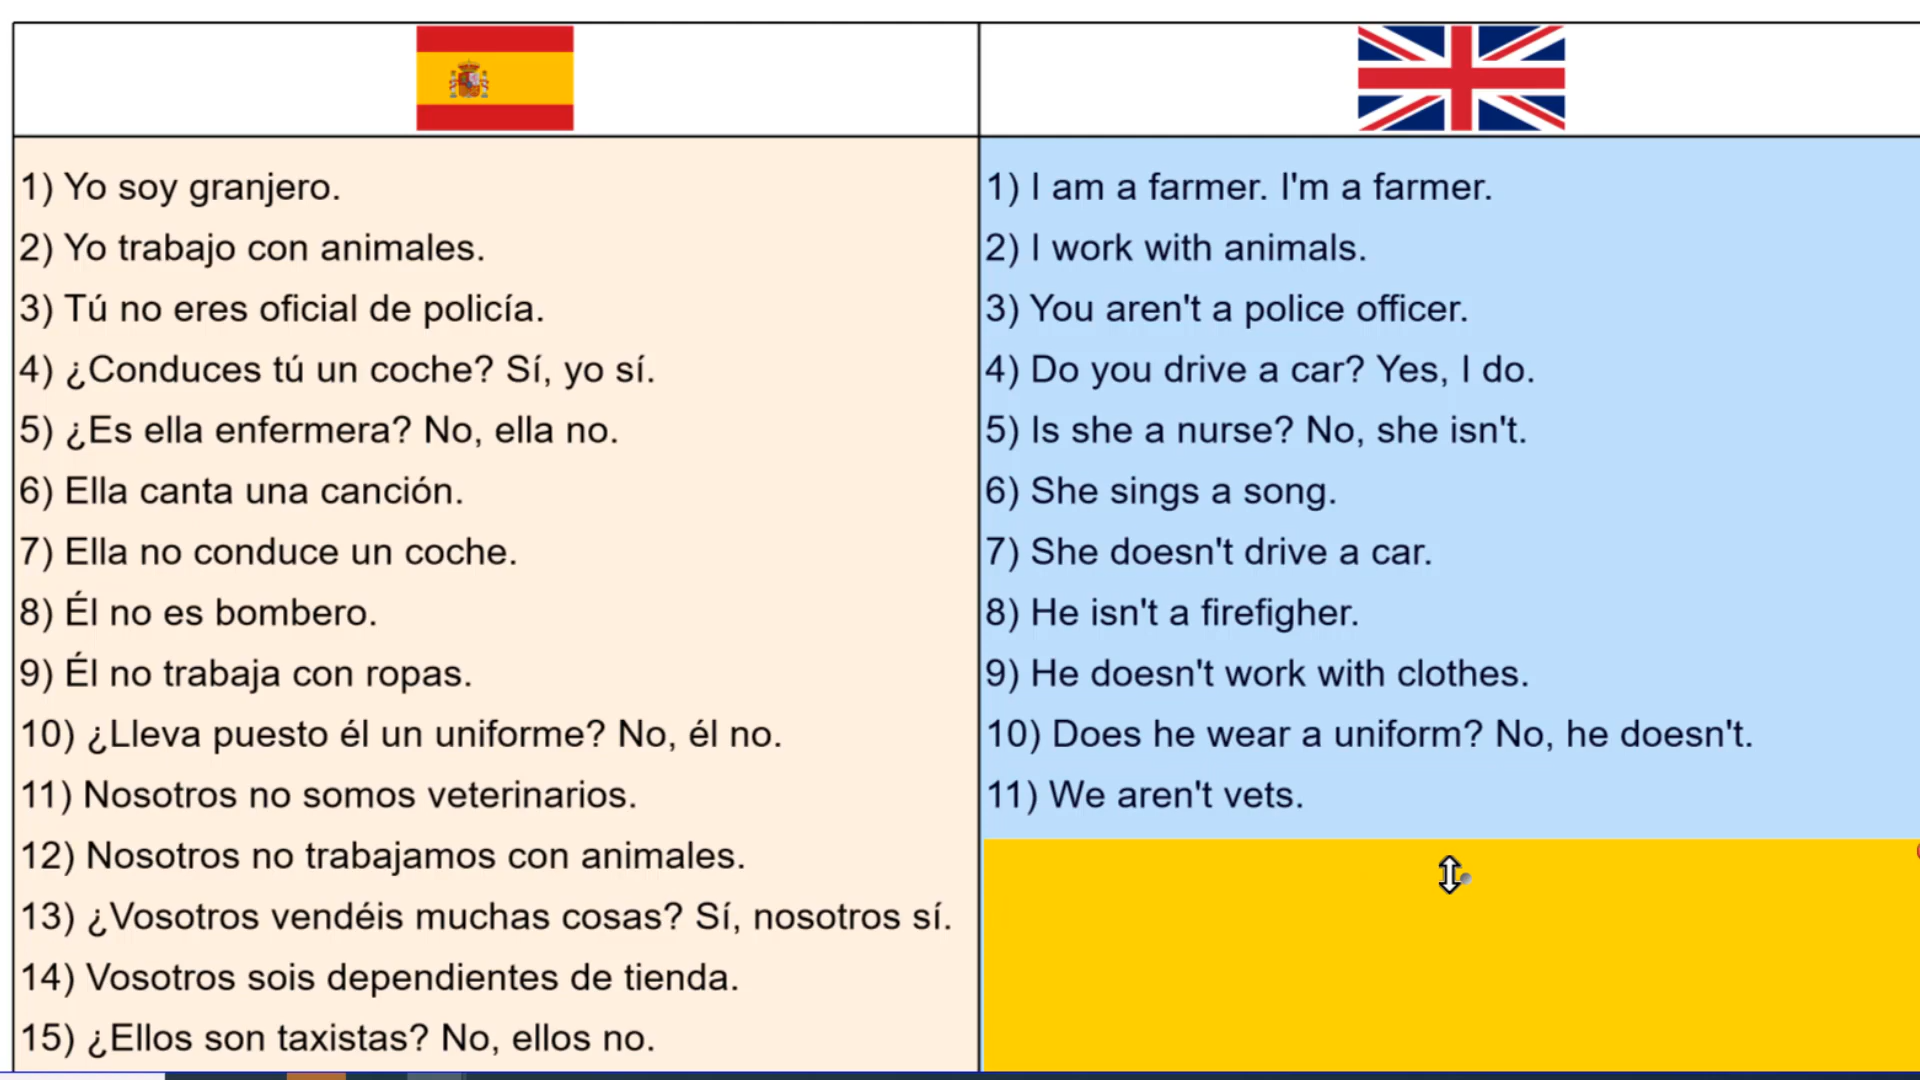 1) Yo soy granjero.
2) Yo trabajo con animales.
3) Tú no eres oficial de policía.
4) ¿Conduces tú un coche? Sí, yo sí.
5) ¿Es ella enfermera? No, ella no.
6) Ella canta una canción.
7) Ella no conduce un coche.
8) Él no es bombero.
9) Él no trabaja con ropas.
10) ¿Lleva puesto él un uniforme? No, él no.
11) Nosotros no somos veterinarios.
12) Nosotros no trabajamos con animales.
13) ¿Vosotros vendéis muchas cosas? Sí, nosotros sí.
14) Vosotros sois dependientes de tienda.
15) ¿Ellos son taxistas? No, ellos no.
1) I am a farmer. I'm a farmer.
2) I work with animals.
3) You aren't a police officer.
4) Do you drive a car? Yes, I do.
5) Is she a nurse? No, she isn't.
6) She sings a song.
7) She doesn't drive a car.
8) He isn't a firefigher.
9) He doesn't work with clothes.
10) Does he wear a uniform? No, he doesn't.
11) We aren't vets.